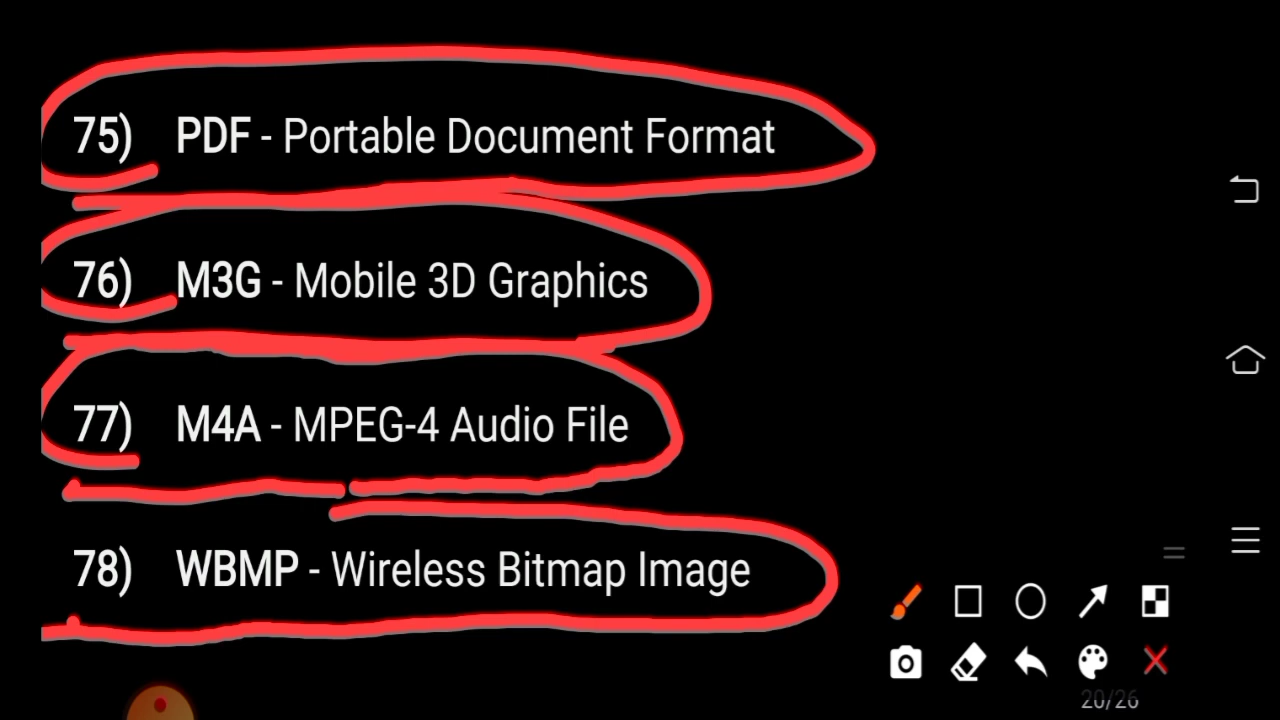 75) PDF - Portable Document Format
76) M3G - Mobile 3D Graphics
77) M4A - MPEG-4 Audio File
78) WBMP - Wireless Bitmap Image
20/26